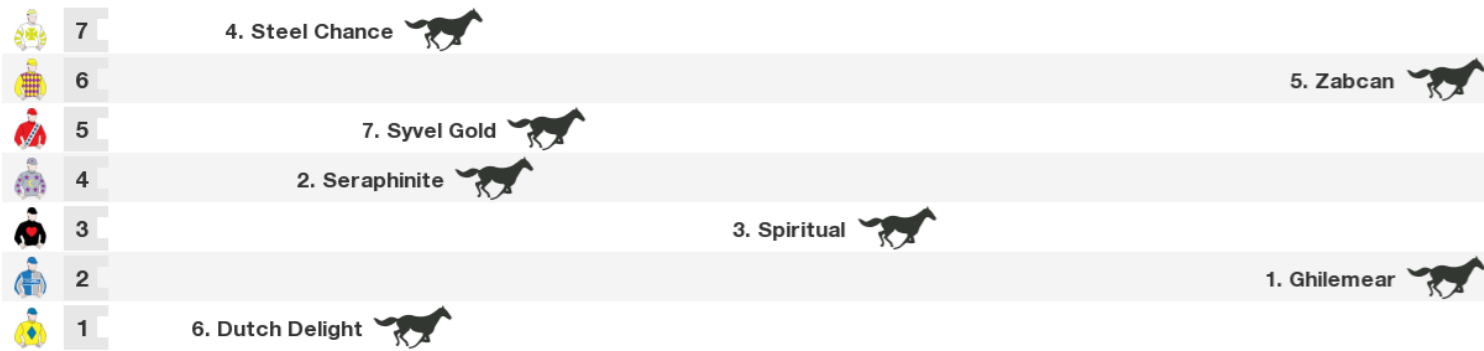 7 4. Steel Chance
6 5. Zabcan
5 7. Syvel Gold
4 2. Seraphinite
3 3. Spiritual
2 1. Ghilemear
1 6. Dutch Delight